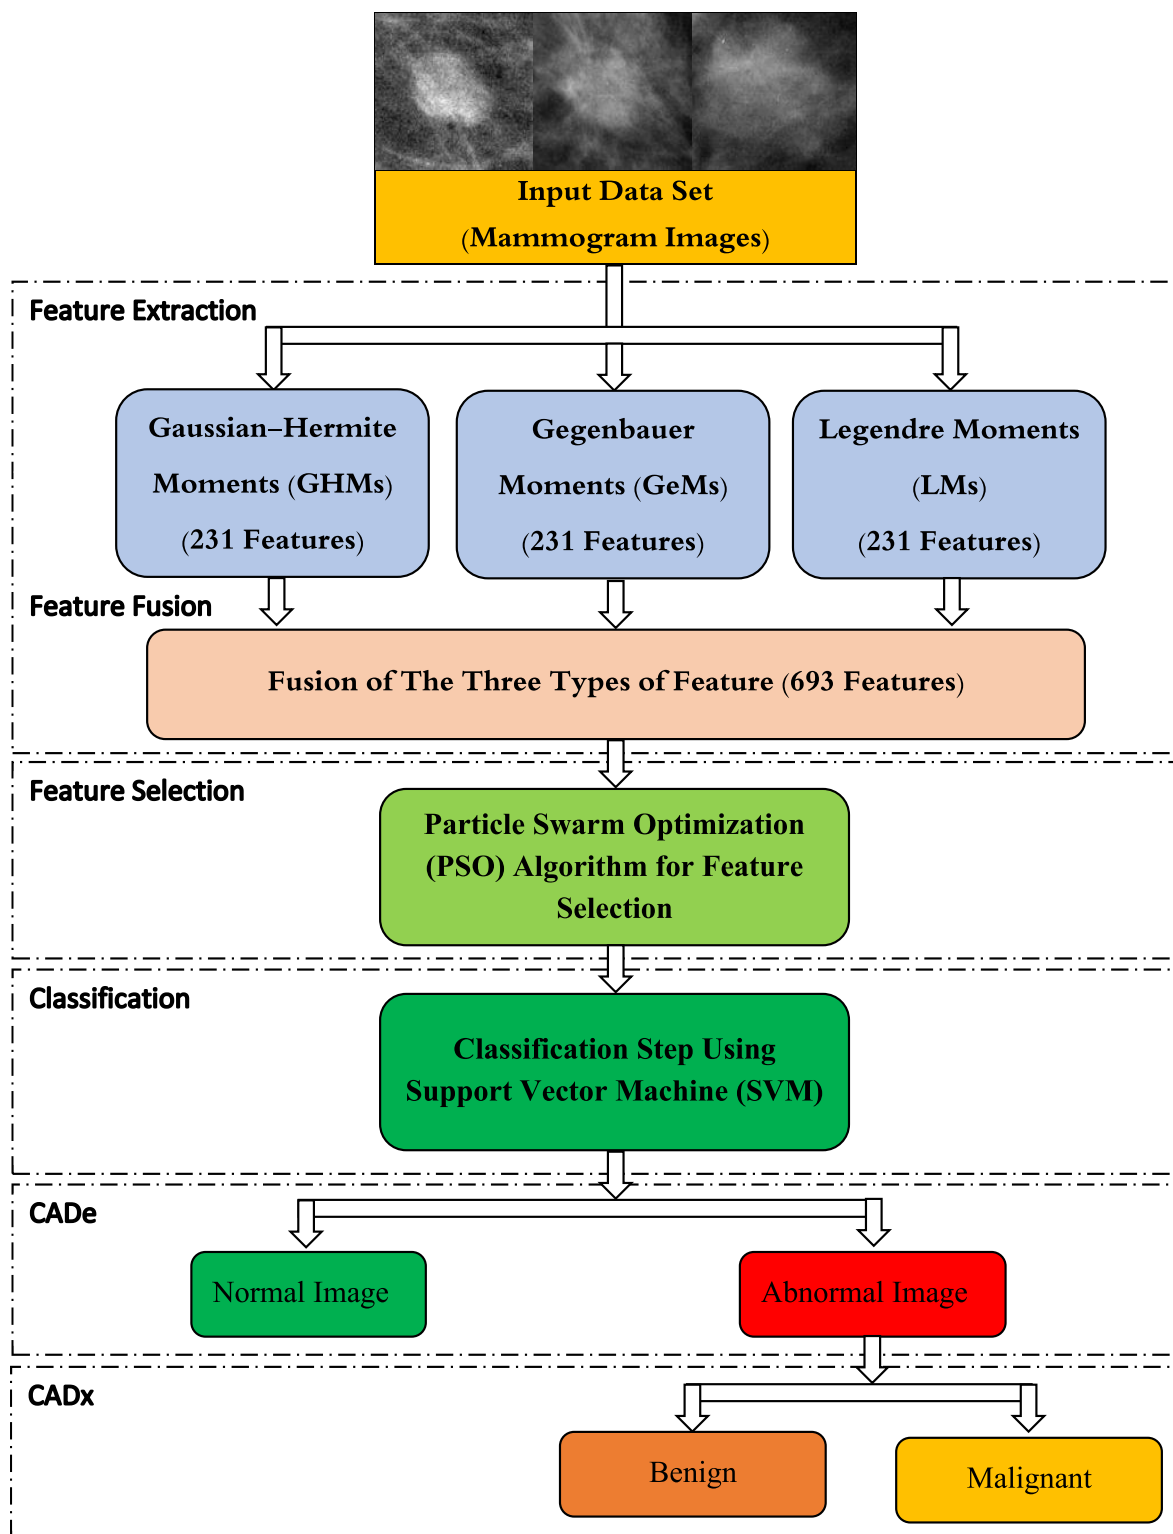 Input Data Set
(Mammogram Images)
Feature Extraction
Gaussian–Hermite
Moments (GHMs)
(231 Features)
Gegenbauer
Moments (GeMs)
(231 Features)
Legendre Moments
(LMs)
(231 Features)
Feature Fusion
Fusion of The Three Types of Feature (693 Features)
Feature Selection
Particle Swarm Optimization
(PSO) Algorithm for Feature
Selection
Classification
Classification Step Using
Support Vector Machine (SVM)
CADe
Normal Image
Abnormal Image
CADx
Benign
Malignant